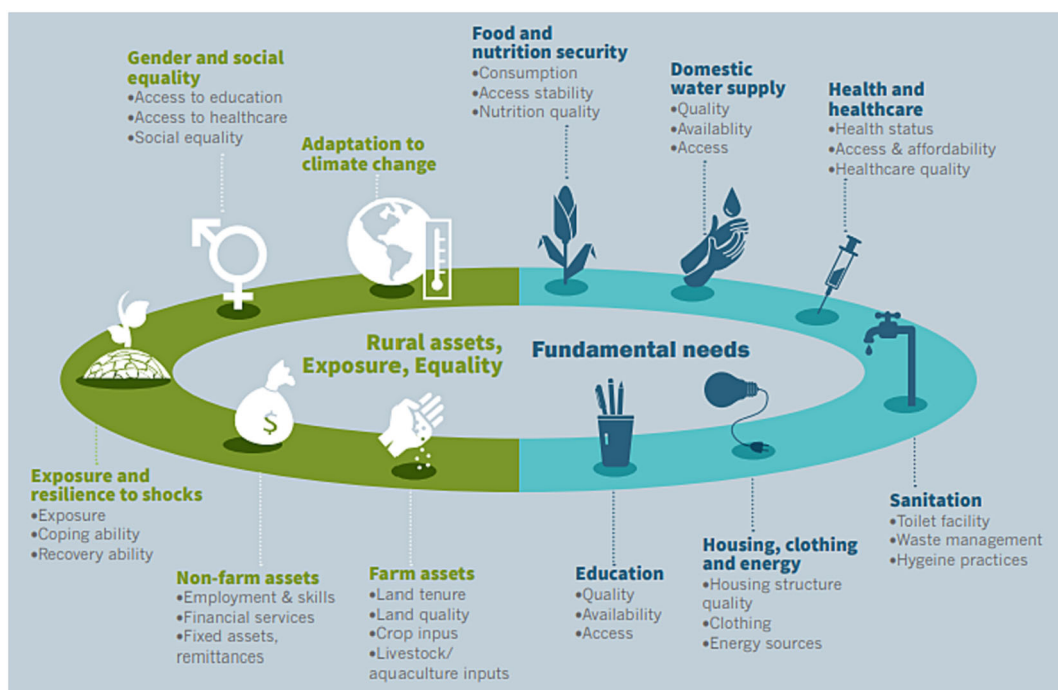 Gender and social
equality
•Access to education
•Access to healthcare
•Social equality
Adaptation to
climate change
Food and
nutrition security
•Consumption
•Access stability
•Nutrition quality
Domestic
water supply
•Quality
•Availablity
•Access
Health and
healthcare
•Health status
•Access & affordability
•Healthcare quality
Rural assets,
Exposure, Equality
Fundamental needs
$
Exposure and
resilience to shocks
•Exposure
•Coping ability
•Recovery ability
Non-farm assets
•Employment & skills
•Financial services
•Fixed assets,
remittances
Farm assets
•Land tenure
•Land quality
•Crop inpus
•Livestock/
aquaculture inputs
Education
•Quality
•Availability
•Access
Housing, clothing
and energy
•Housing structure
quality
•Clothing
•Energy sources
Sanitation
•Toilet facility
•Waste management
•Hygeine practices